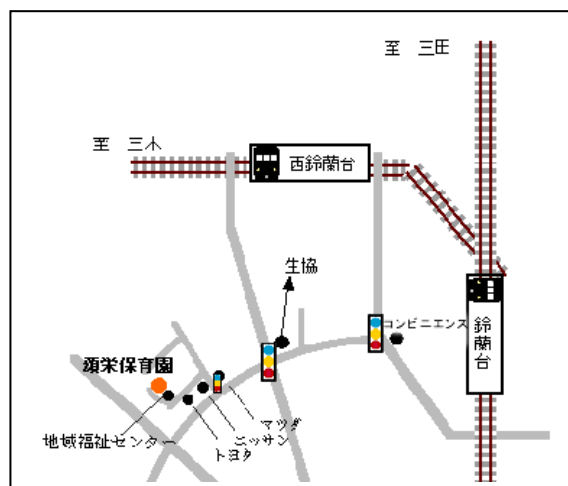 至 三田
至 三木
西鈴蘭台
生協
コンビニエンス
鈴蘭台
頌栄保育園
マツダ
ニッサン
トヨタ
地域福祉センター